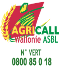 AGRICALL
Wallonie ASBL
N° VERT
0800 85 0 18